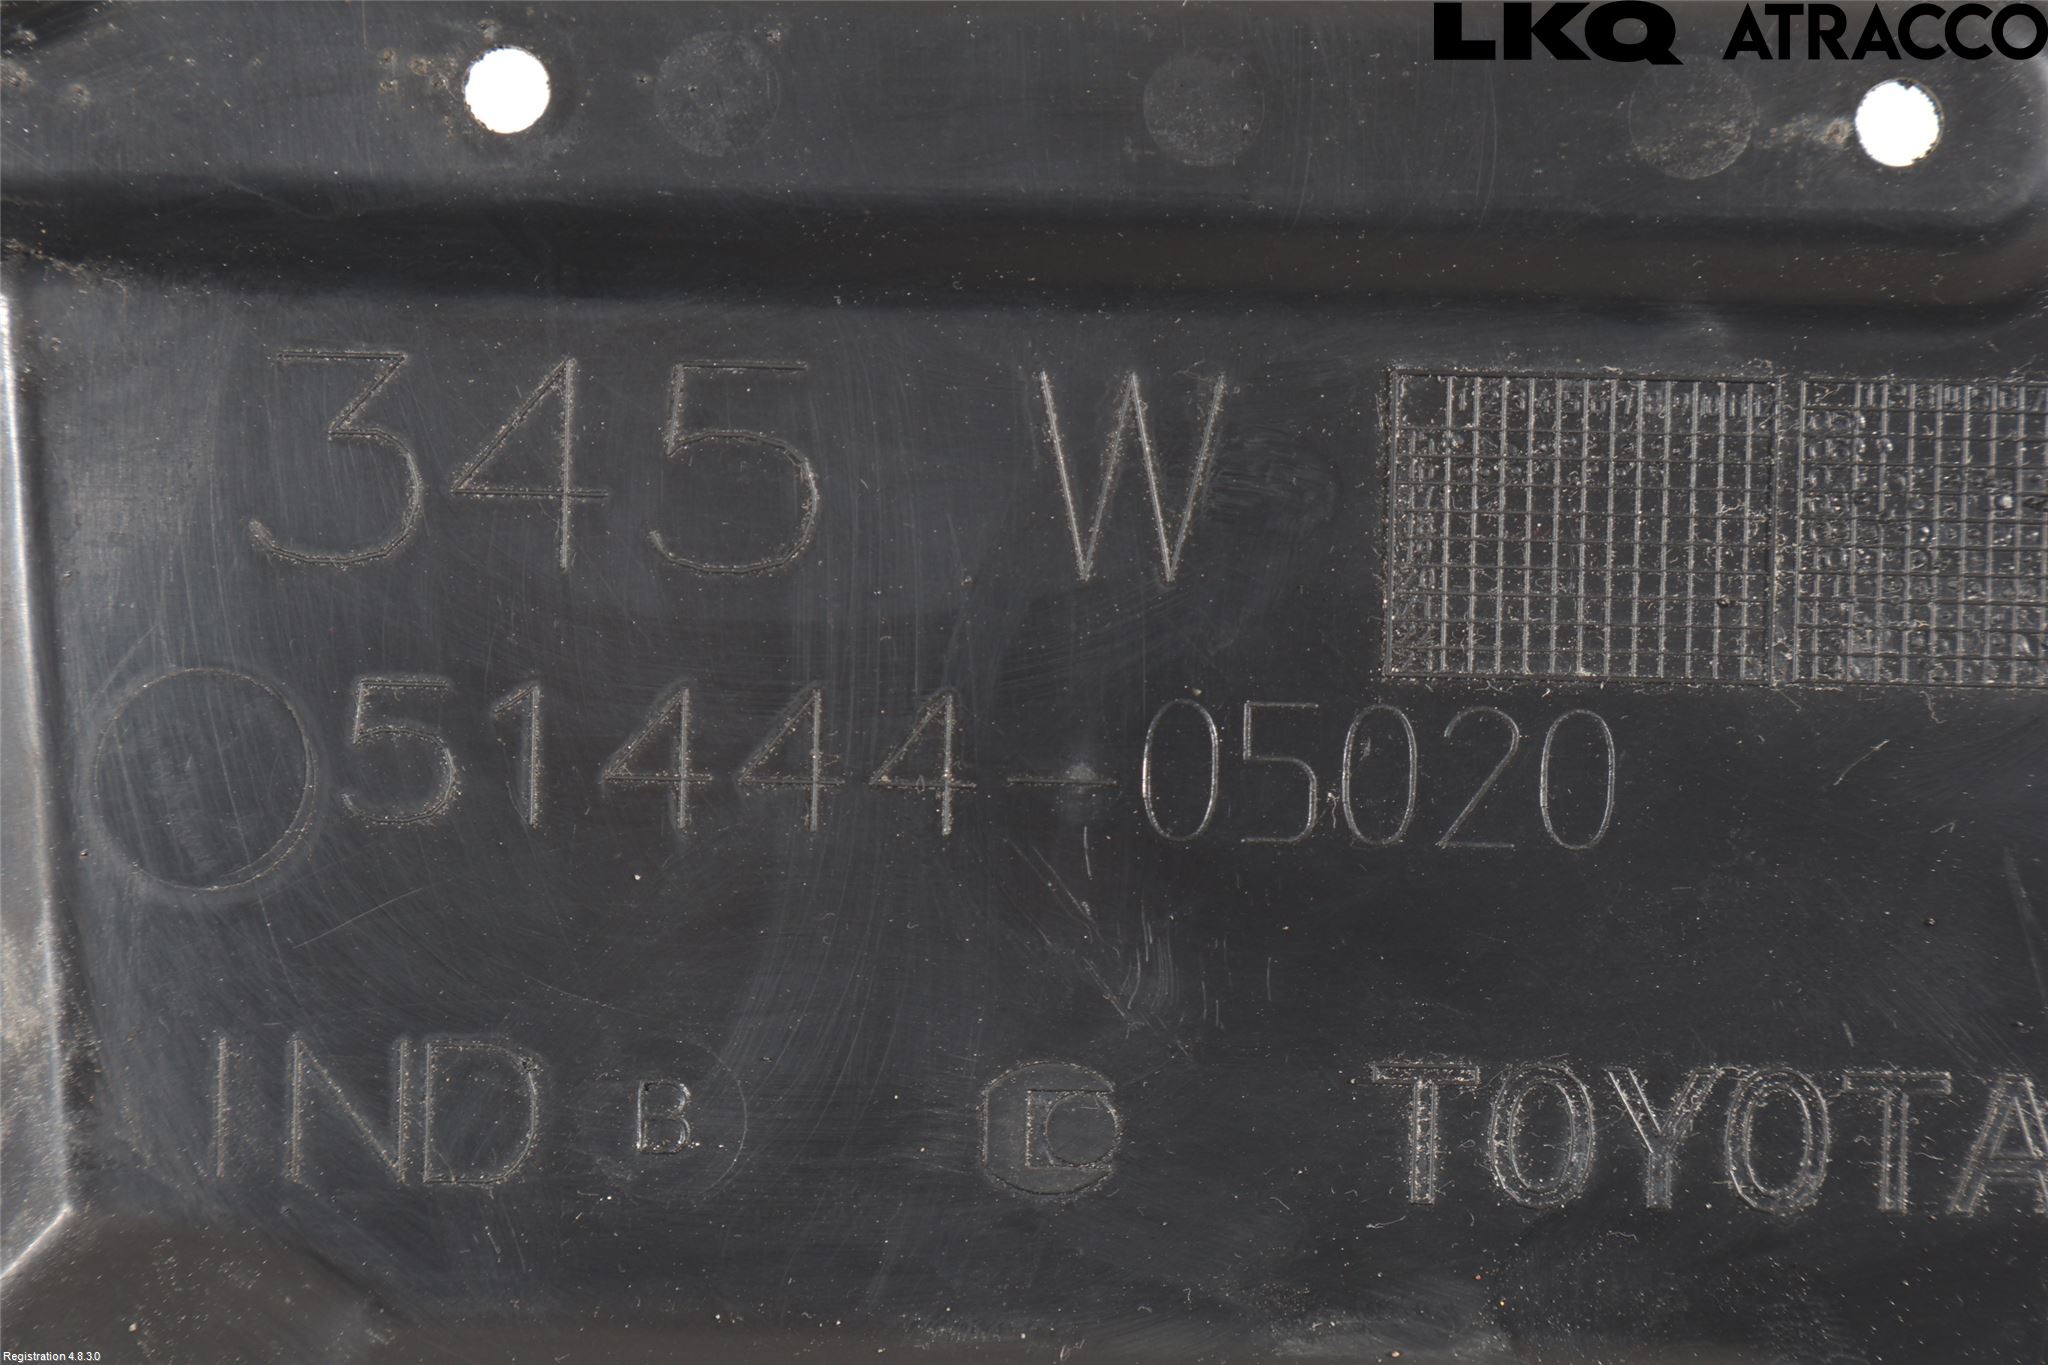 LKQ ATRACCO
345 W
51444-05020
IND B TOYOTA
Registration 4.8.3.0